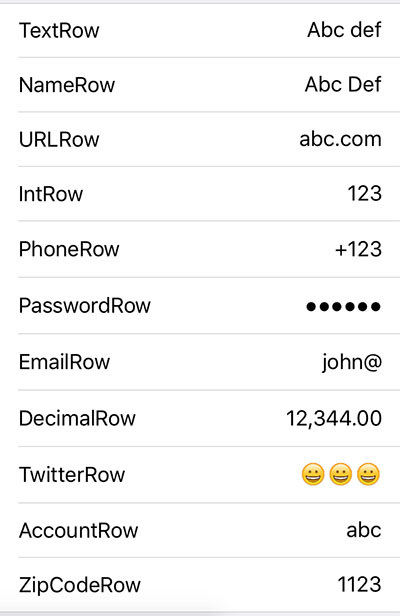 TextRow Abc def
NameRow Abc Def
URLRow abc.com
IntRow 123
PhoneRow +123
PasswordRow ●●●●●●
EmailRow john@
DecimalRow 12,344.00
TwitterRow 😀😀😀
AccountRow abc
ZipCodeRow 1123